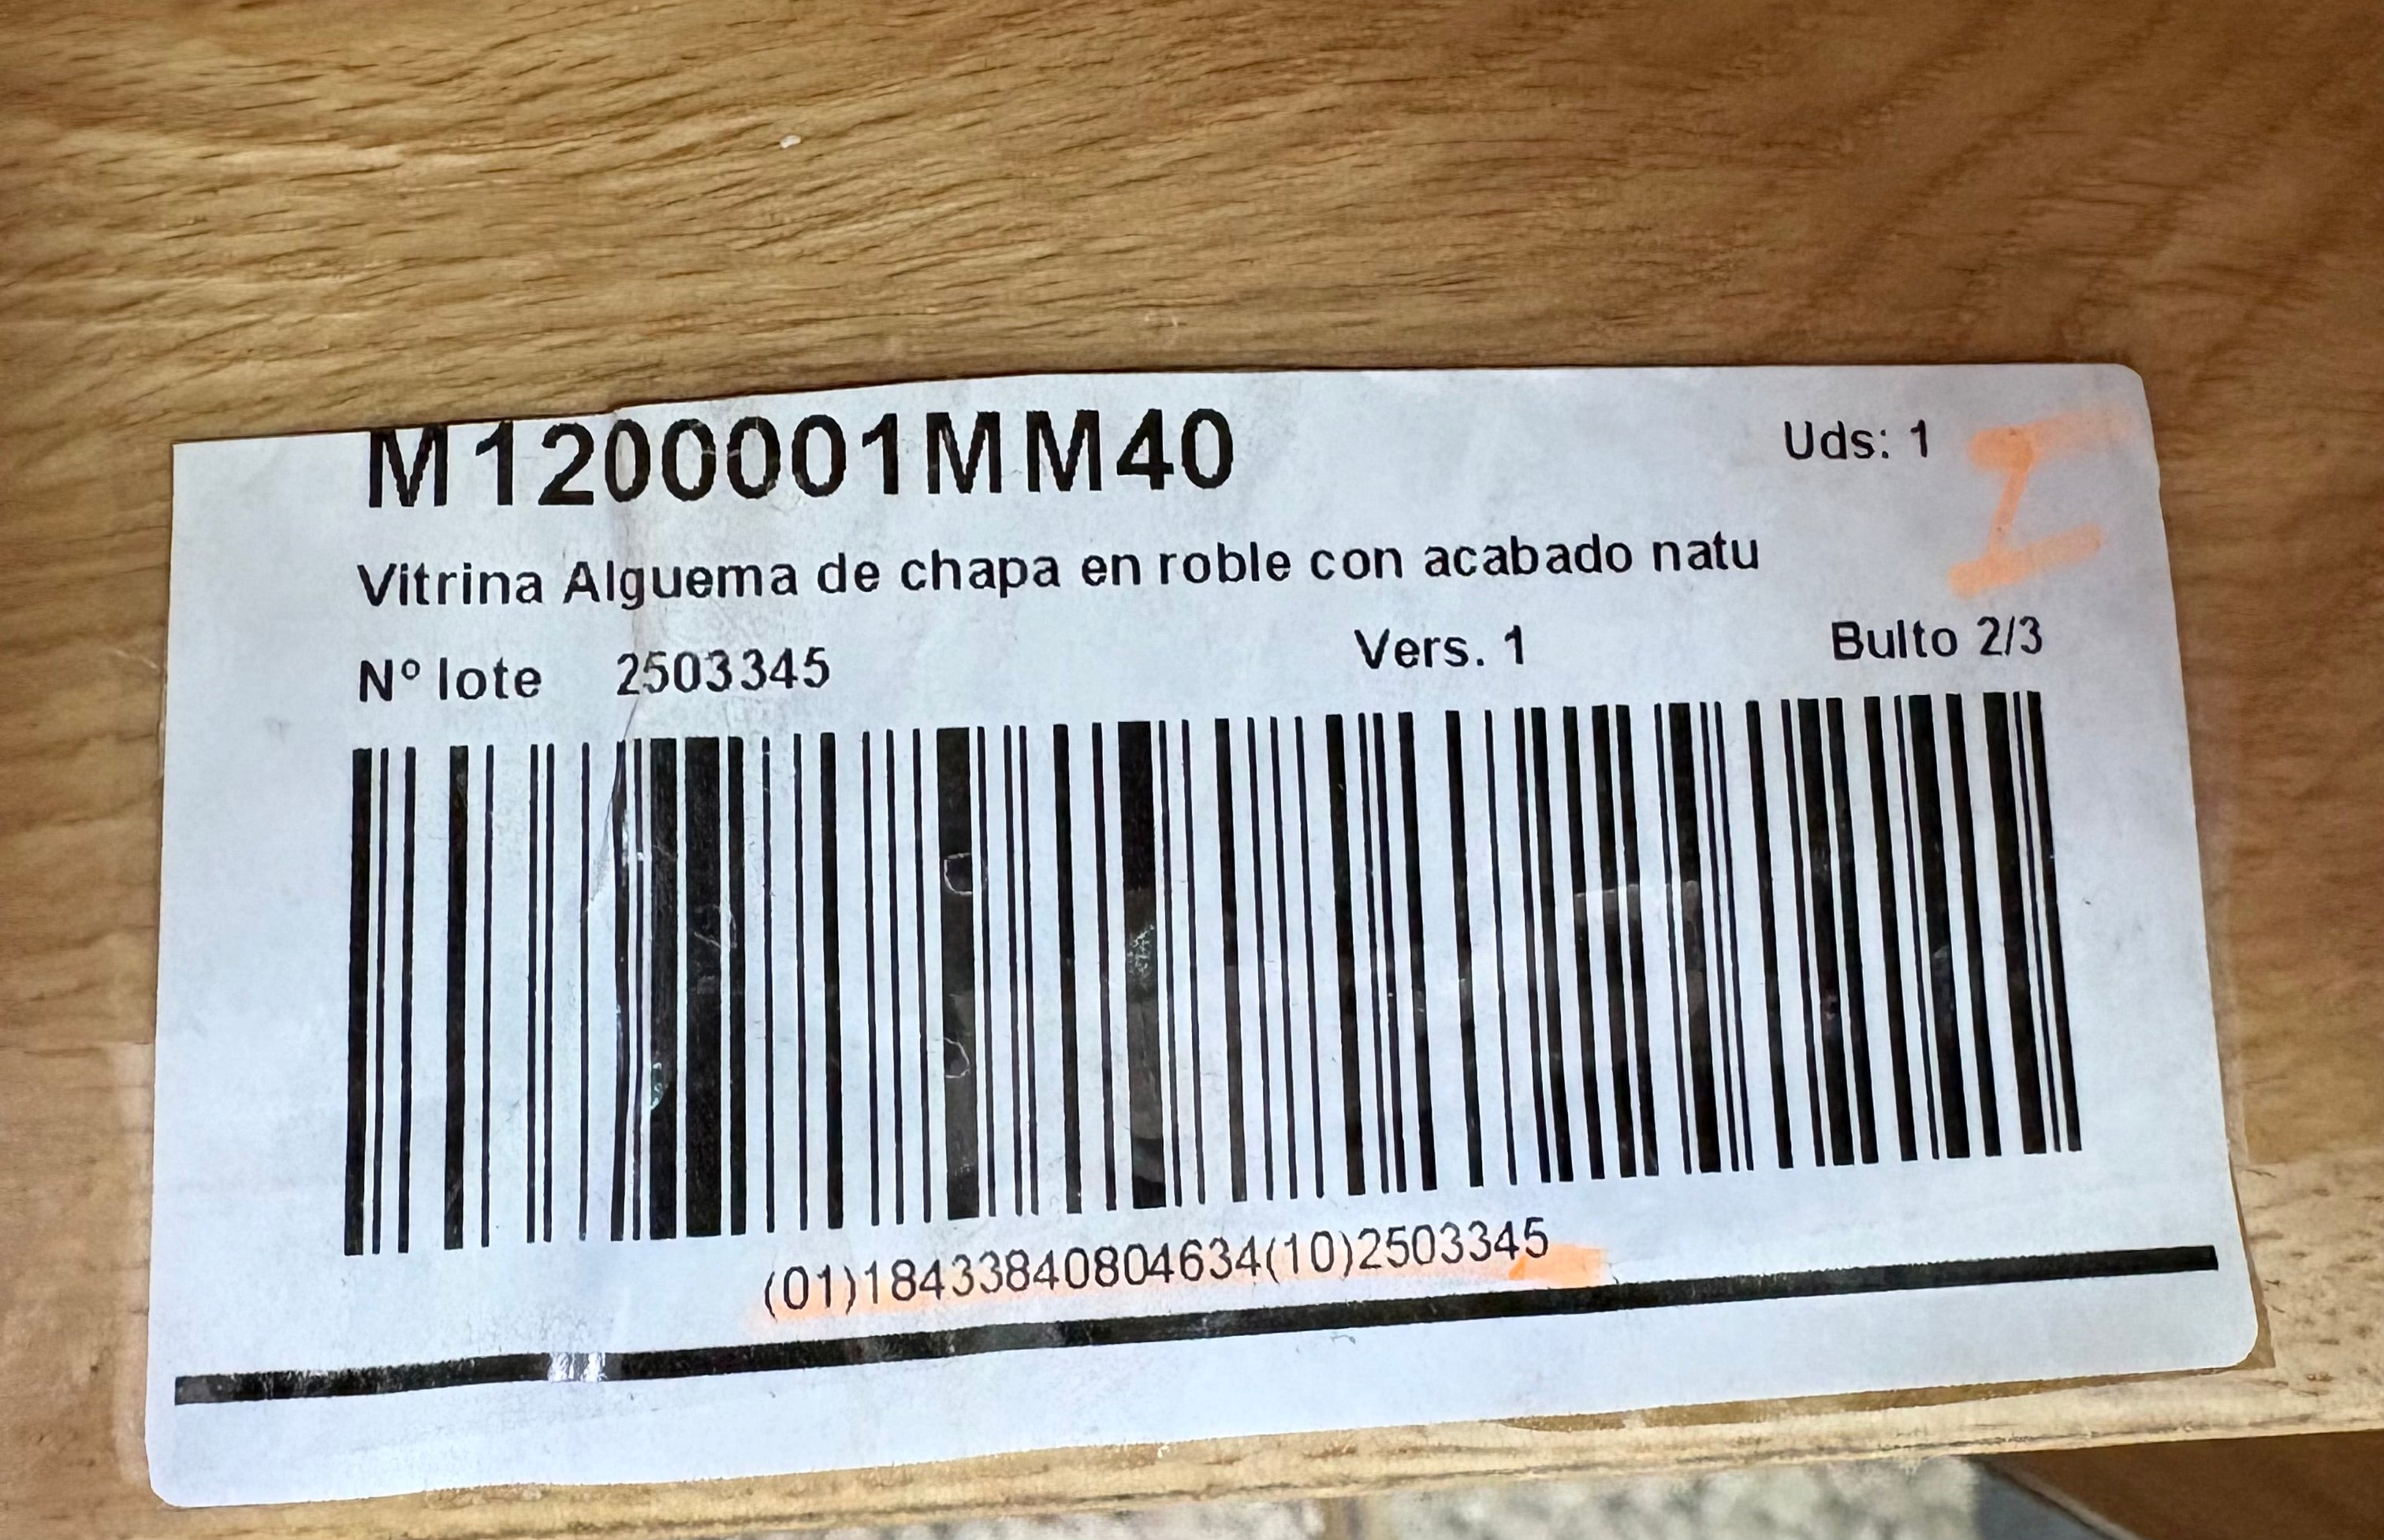 M1200001MM40 Uds: 1 I
Vitrina Alguema de chapa en roble con acabado natu
Nº lote 2503345 Vers. 1 Bulto 2/3
(01)18433840804634(10)2503345